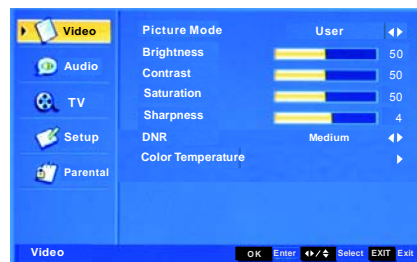 Video
Audio
TV
Setup
Parental
Picture Mode User
Brightness 50
Contrast 50
Saturation 50
Sharpness 4
DNR Medium
Color Temperature
Video OK Enter / Select EXIT Exit